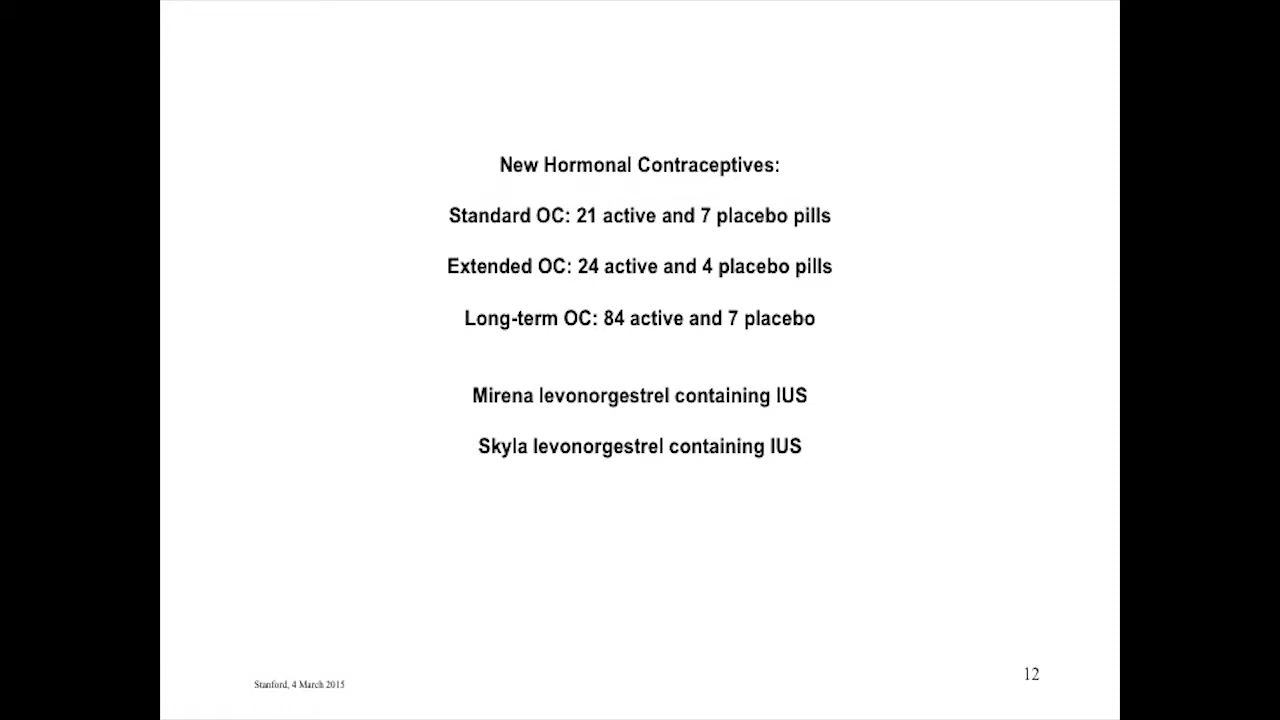 New Hormonal Contraceptives:
Standard OC: 21 active and 7 placebo pills
Extended OC: 24 active and 4 placebo pills
Long-term OC: 84 active and 7 placebo
Mirena levonorgestrel containing IUS
Skyla levonorgestrel containing IUS
Stanford, 4 March 2015
12